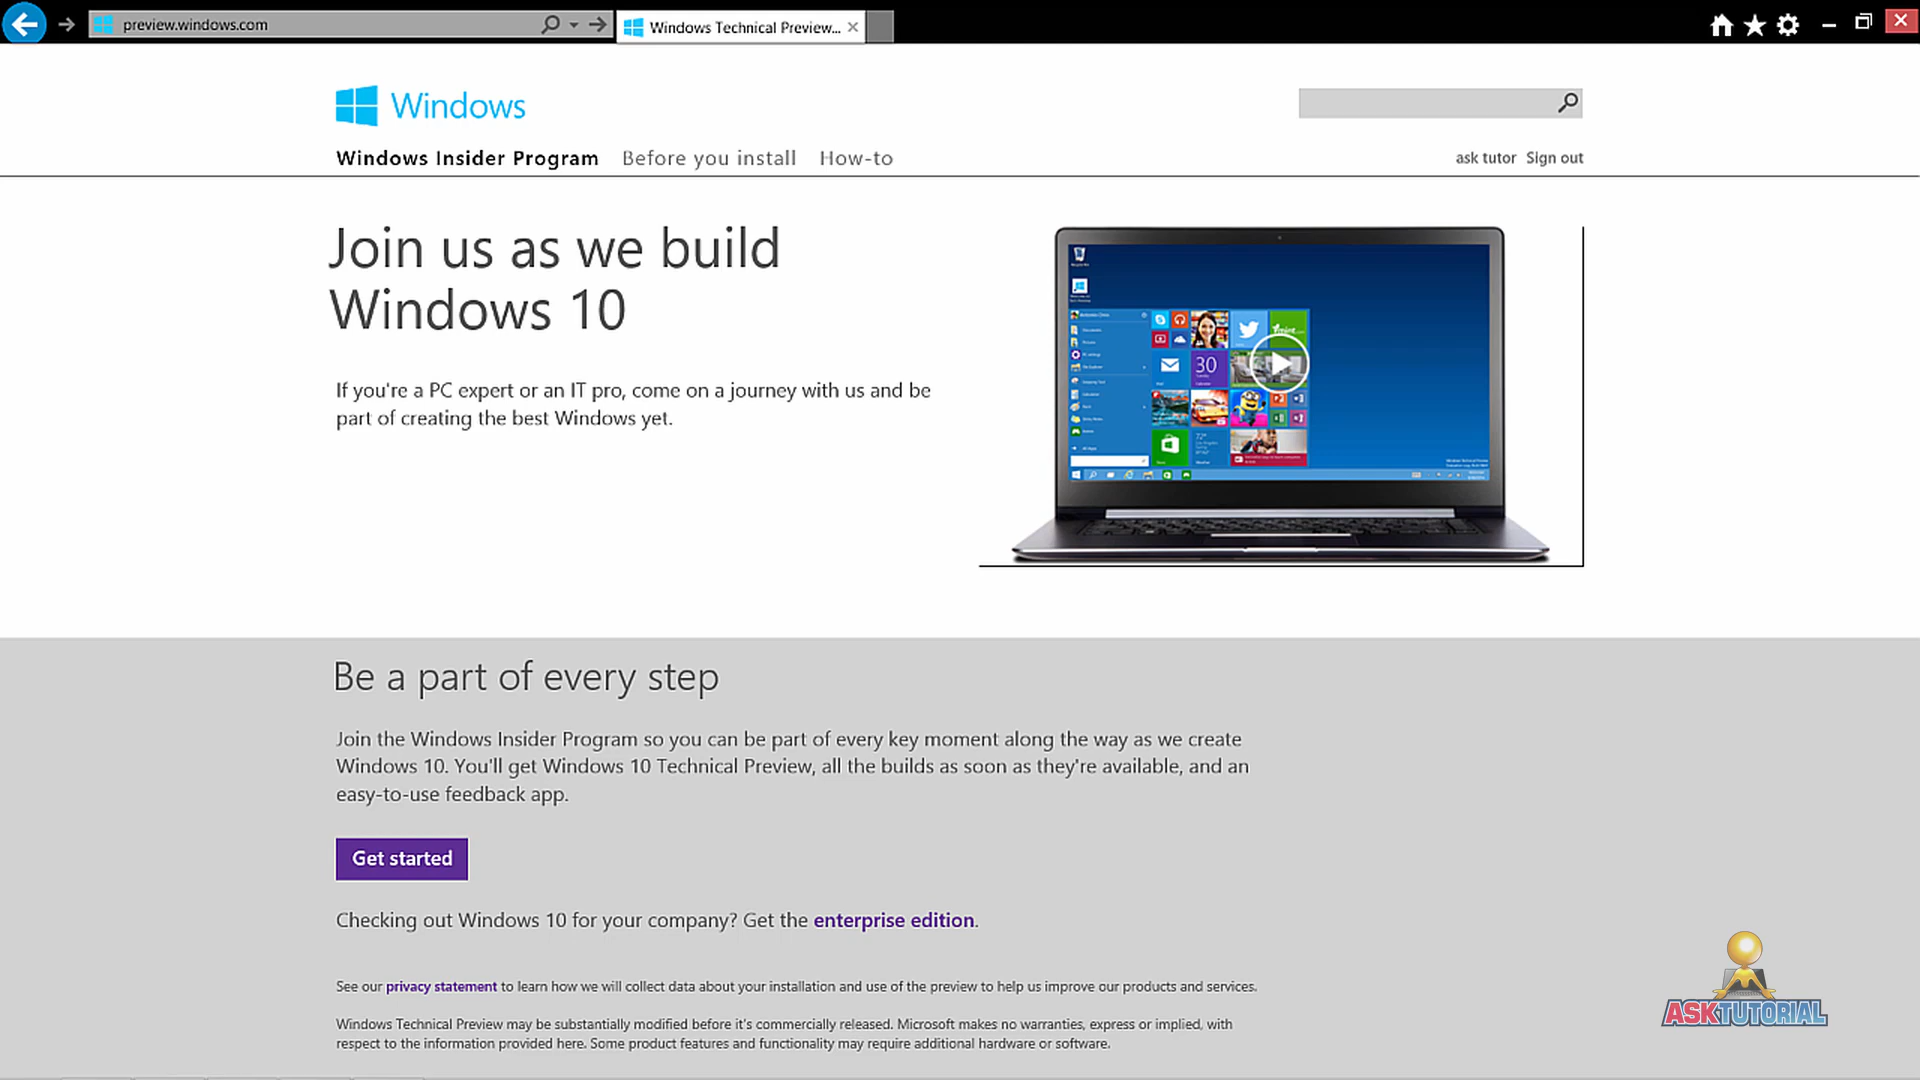 preview.windows.com
Windows Technical Preview...
Windows
Windows Insider Program Before you install How-to
ask tutor Sign out
Join us as we build
Windows 10
If you're a PC expert or an IT pro, come on a journey with us and be
part of creating the best Windows yet.
30
Be a part of every step
Join the Windows Insider Program so you can be part of every key moment along the way as we create
Windows 10. You'll get Windows 10 Technical Preview, all the builds as soon as they're available, and an
easy-to-use feedback app.
Get started
Checking out Windows 10 for your company? Get the enterprise edition.
See our privacy statement to learn how we will collect data about your installation and use of the preview to help us improve our products and services.
Windows Technical Preview may be substantially modified before it's commercially released. Microsoft makes no warranties, express or implied, with
respect to the information provided here. Some product features and functionality may require additional hardware or software.
ASKTUTORIAL